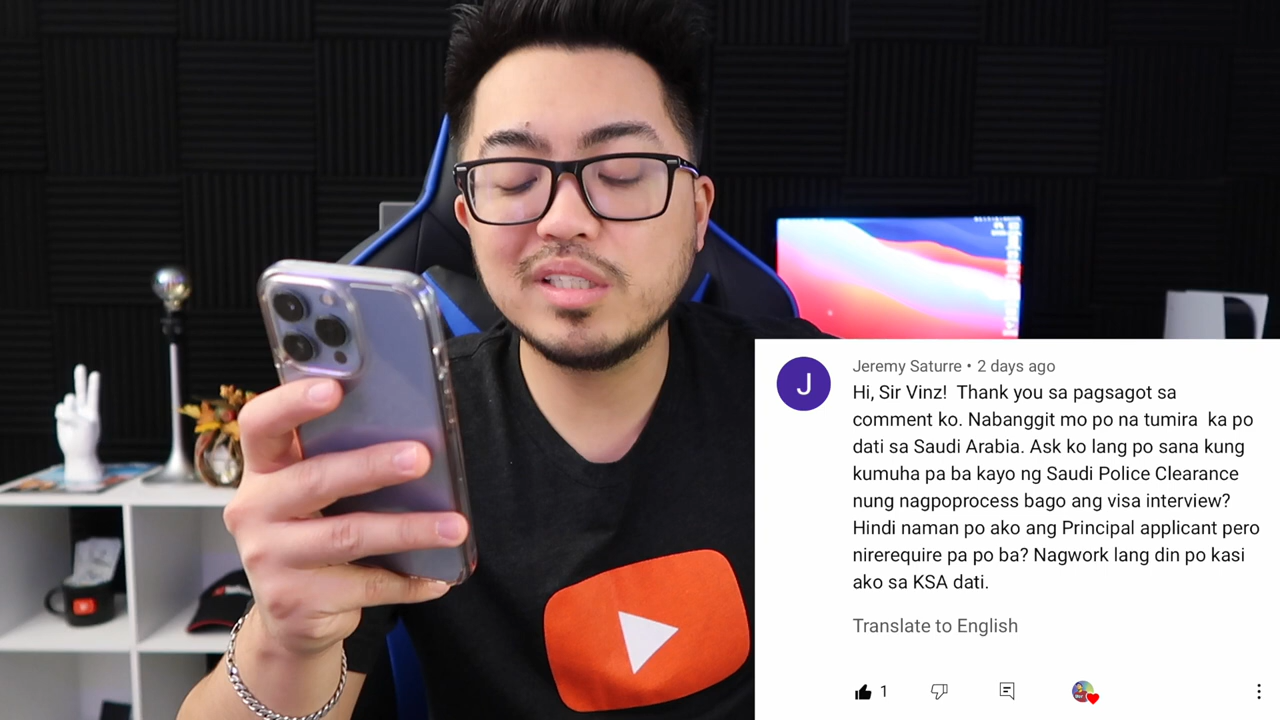 Jeremy Saturre • 2 days ago
Hi, Sir Vinz! Thank you sa pagsagot sa
comment ko. Nabanggit mo po na tumira ka po
dati sa Saudi Arabia. Ask ko lang po sana kung
kumuha pa ba kayo ng Saudi Police Clearance
nung nagpoprocess bago ang visa interview?
Hindi naman po ako ang Principal applicant pero
nirerequire pa po ba? Nagwork lang din po kasi
ako sa KSA dati.
Translate to English
1
J